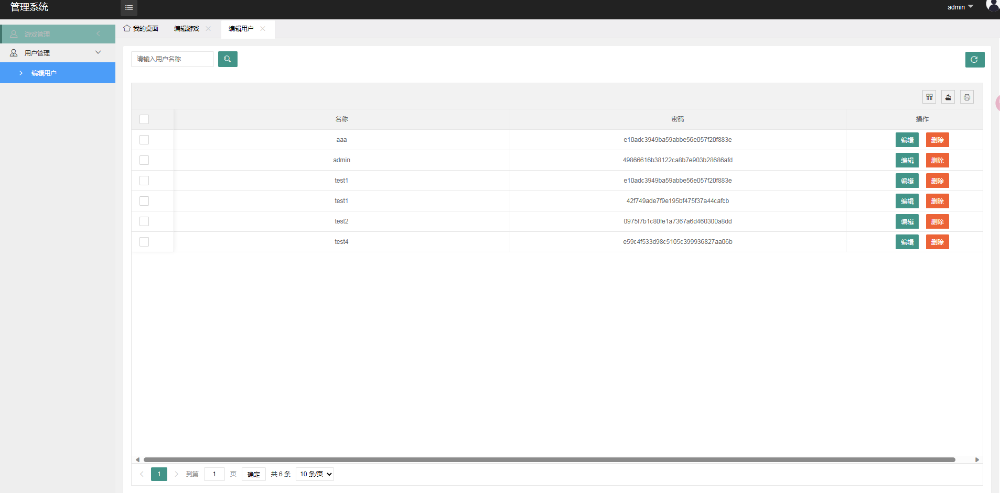 管理系统
admin
游戏管理
用户管理
编辑用户
我的桌面 编辑游戏 编辑用户
请输入用户名称
名称 密码 操作
aaa e10adc3949ba59abbe56e057f20f883e 编辑 删除
admin 49866616b38122ca8b7e903b28686afd 编辑 删除
test1 e10adc3949ba59abbe56e057f20f883e 编辑 删除
test1 42f749ade7f9e195bf475f37a44cafcb 编辑 删除
test2 0975f7b1c80fe1a7367a6d460300a8dd 编辑 删除
test4 e59c4f533d98c5105c399936827aa06b 编辑 删除
1 到第 1 页 确定 共 6 条 10 条/页